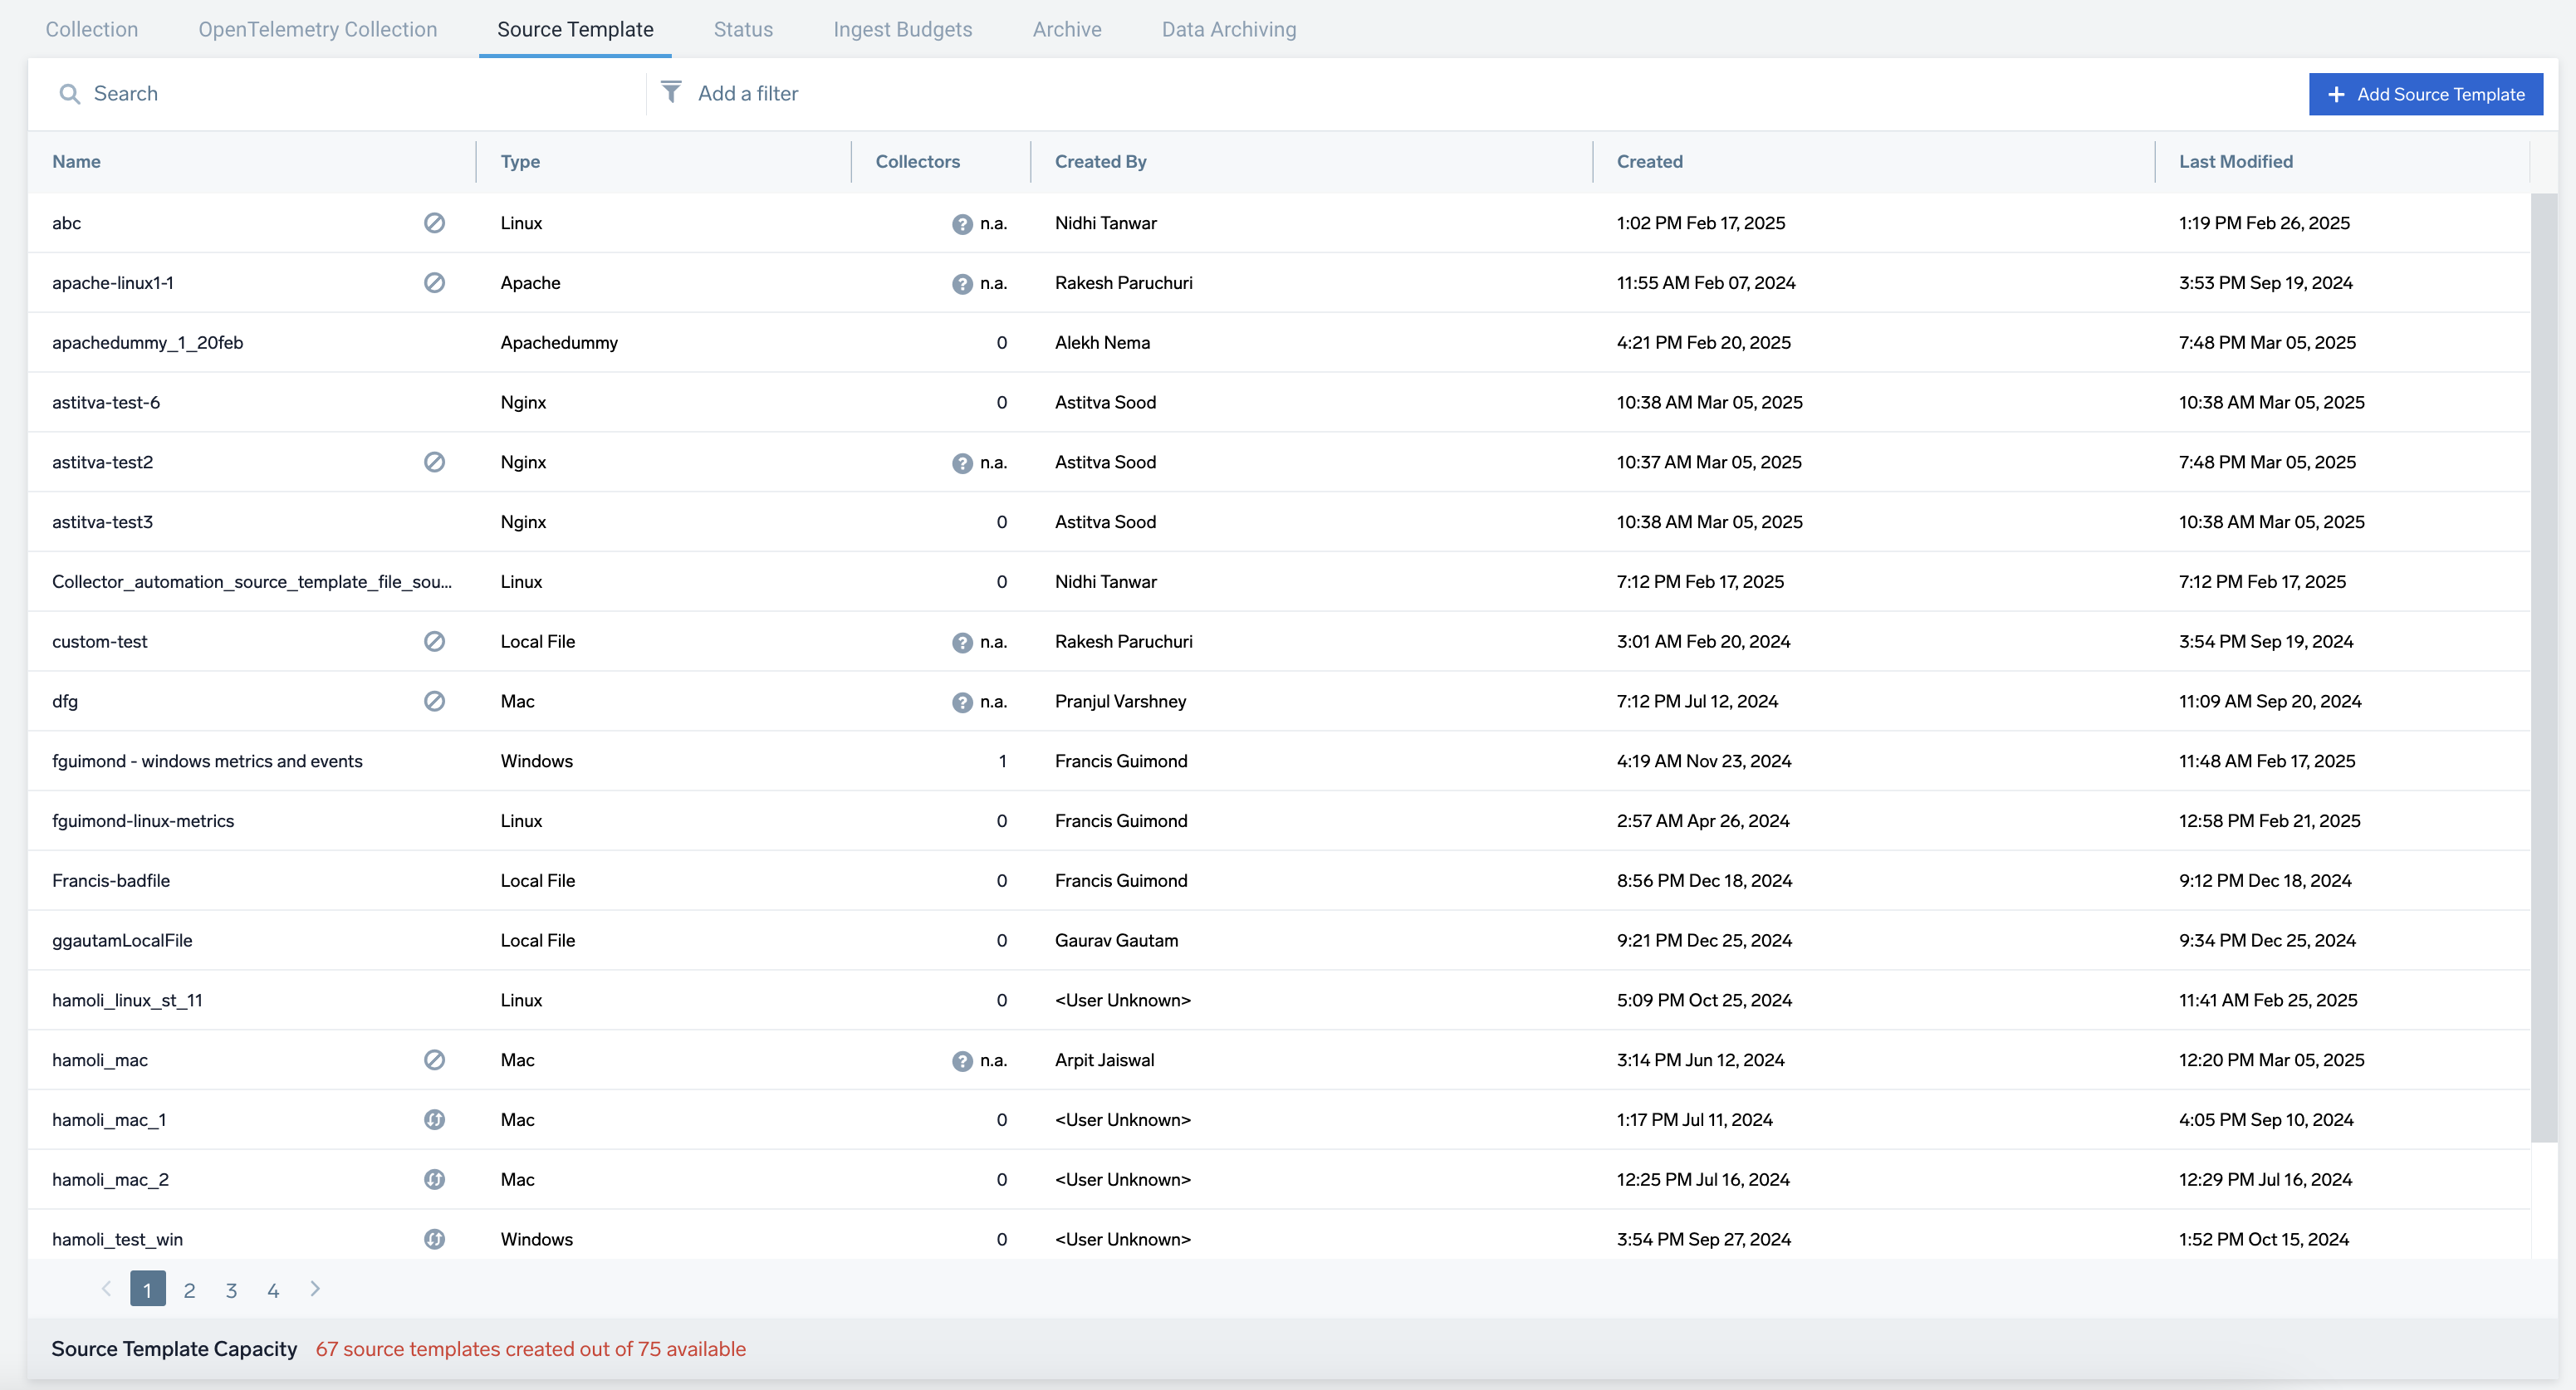 Collection OpenTelemetry Collection Source Template Status Ingest Budgets Archive Data Archiving
Search Add a filter + Add Source Template
Name Type Collectors Created By Created Last Modified
abc Linux ? n.a. Nidhi Tanwar 1:02 PM Feb 17, 2025 1:19 PM Feb 26, 2025
apache-linux1-1 Apache ? n.a. Rakesh Paruchuri 11:55 AM Feb 07, 2024 3:53 PM Sep 19, 2024
apachedummy_1_20feb Apachedummy 0 Alekh Nema 4:21 PM Feb 20, 2025 7:48 PM Mar 05, 2025
astitva-test-6 Nginx 0 Astitva Sood 10:38 AM Mar 05, 2025 10:38 AM Mar 05, 2025
astitva-test2 Nginx ? n.a. Astitva Sood 10:37 AM Mar 05, 2025 7:48 PM Mar 05, 2025
astitva-test3 Nginx 0 Astitva Sood 10:38 AM Mar 05, 2025 10:38 AM Mar 05, 2025
Collector_automation_source_template_file_sou... Linux 0 Nidhi Tanwar 7:12 PM Feb 17, 2025 7:12 PM Feb 17, 2025
custom-test Local File ? n.a. Rakesh Paruchuri 3:01 AM Feb 20, 2024 3:54 PM Sep 19, 2024
dfg Mac ? n.a. Pranjul Varshney 7:12 PM Jul 12, 2024 11:09 AM Sep 20, 2024
fguimond - windows metrics and events Windows 1 Francis Guimond 4:19 AM Nov 23, 2024 11:48 AM Feb 17, 2025
fguimond-linux-metrics Linux 0 Francis Guimond 2:57 AM Apr 26, 2024 12:58 PM Feb 21, 2025
Francis-badfile Local File 0 Francis Guimond 8:56 PM Dec 18, 2024 9:12 PM Dec 18, 2024
ggautamLocalFile Local File 0 Gaurav Gautam 9:21 PM Dec 25, 2024 9:34 PM Dec 25, 2024
hamoli_linux_st_11 Linux 0 <User Unknown> 5:09 PM Oct 25, 2024 11:41 AM Feb 25, 2025
hamoli_mac Mac ? n.a. Arpit Jaiswal 3:14 PM Jun 12, 2024 12:20 PM Mar 05, 2025
hamoli_mac_1 Mac 0 <User Unknown> 1:17 PM Jul 11, 2024 4:05 PM Sep 10, 2024
hamoli_mac_2 Mac 0 <User Unknown> 12:25 PM Jul 16, 2024 12:29 PM Jul 16, 2024
hamoli_test_win Windows 0 <User Unknown> 3:54 PM Sep 27, 2024 1:52 PM Oct 15, 2024
1 2 3 4
Source Template Capacity 67 source templates created out of 75 available